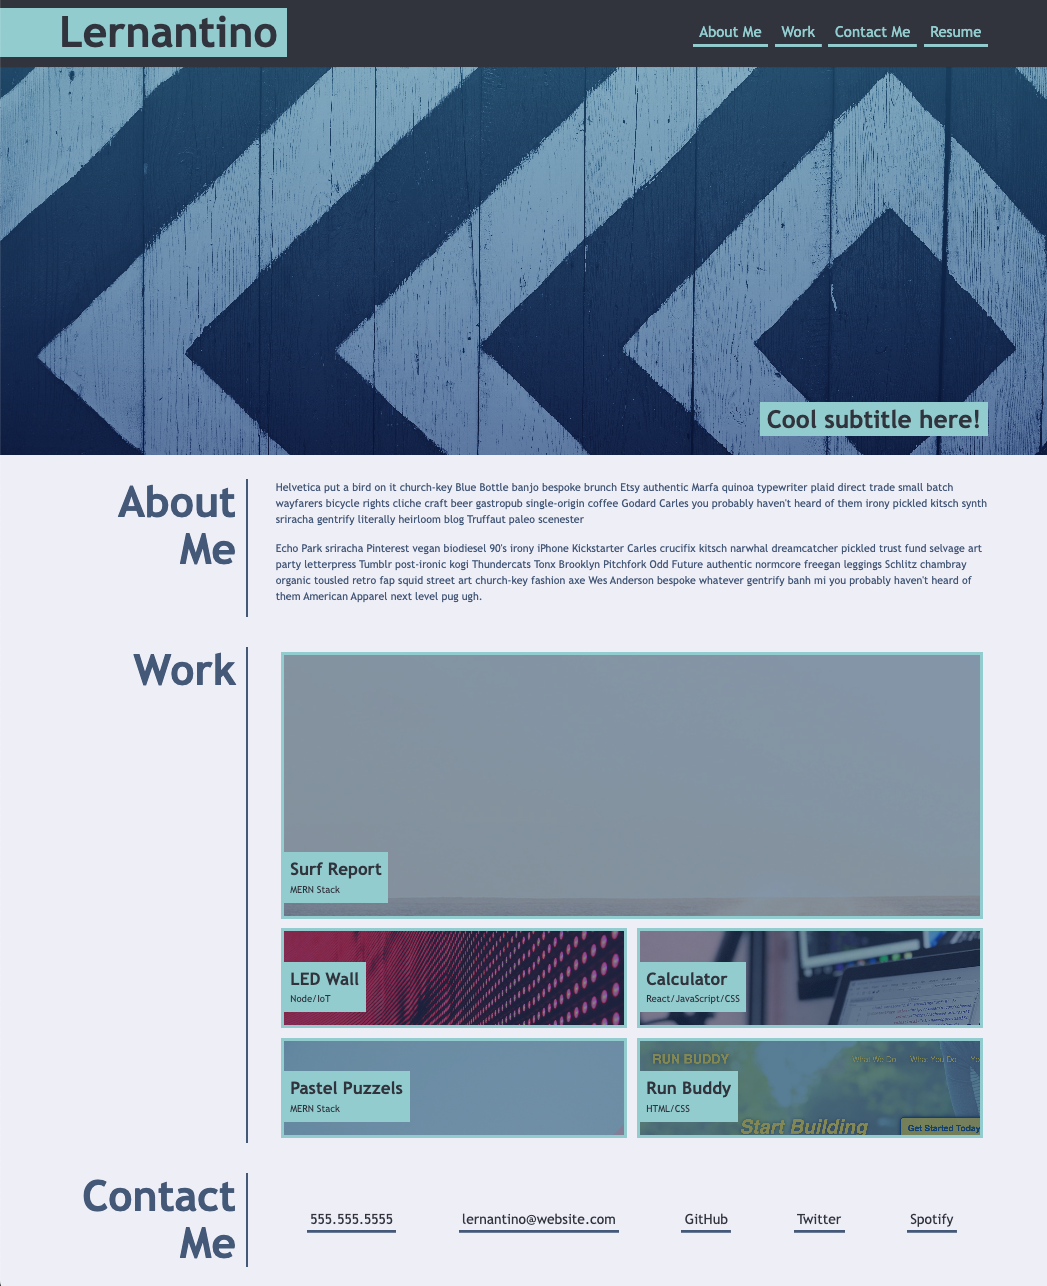 Lernantino
About Me Work Contact Me Resume
Cool subtitle here!
About
Me
Helvetica put a bird on it church-key Blue Bottle banjo bespoke brunch Etsy authentic Marfa quinoa typewriter plaid direct trade small batch
wayfarers bicycle rights cliche craft beer gastropub single-origin coffee Godard Carles you probably haven't heard of them irony pickled kitsch synth
sriracha gentrify literally heirloom blog Truffaut paleo scenester
Echo Park sriracha Pinterest vegan biodiesel 90's irony iPhone Kickstarter Carles crucifix kitsch narwhal dreamcatcher pickled trust fund selvage art
party letterpress Tumblr post-ironic kogi Thundercats Tonx Brooklyn Pitchfork Odd Future authentic normcore freegan leggings Schlitz chambray
organic tousled retro fap squid street art church-key fashion axe Wes Anderson bespoke whatever gentrify banh mi you probably haven't heard of
them American Apparel next level pug ugh.
Work
Surf Report
MERN Stack
LED Wall
Node/IoT
Calculator
React/JavaScript/CSS
Pastel Puzzels
MERN Stack
RUN BUDDY
What We Do What You Do Yo
Run Buddy
HTML/CSS
Start Building
Get Started Today
Contact
Me
555.555.5555
lernantino@website.com
GitHub
Twitter
Spotify